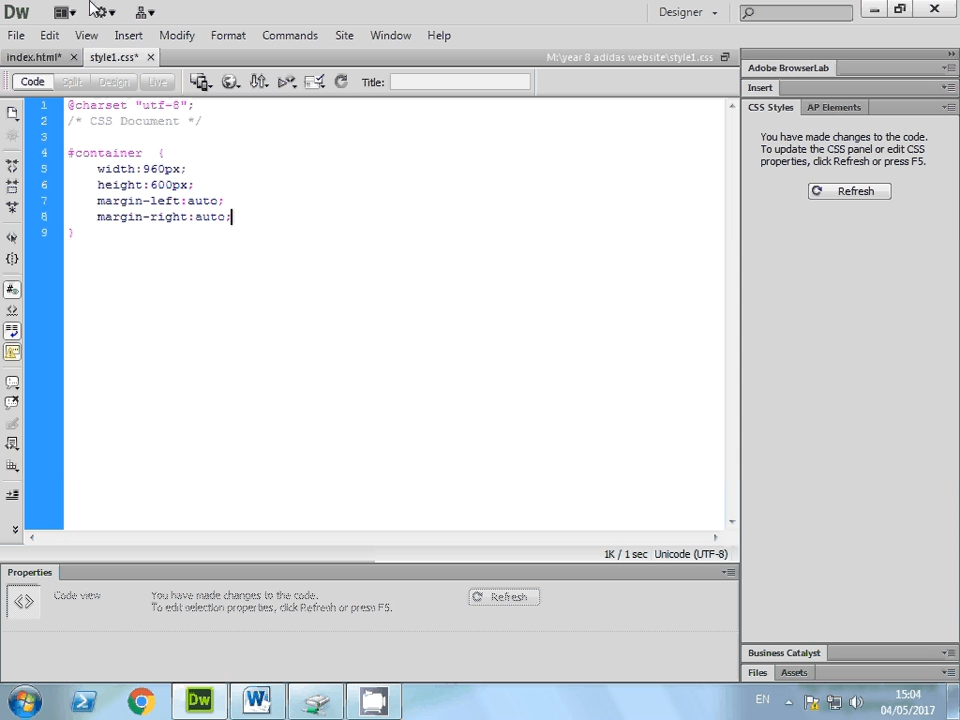 Dw
Designer
File Edit View Insert Modify Format Commands Site Window Help
index.html* style1.css* M:\year 8 adidas website\style1.css
Code Split Design Live Title:
Adobe BrowserLab
Insert
CSS Styles AP Elements
You have made changes to the code.
To update the CSS panel or edit CSS
properties, click Refresh or press F5.
Refresh
1 @charset "utf-8";
2 /* CSS Document */
3
4 #container {
5 width:960px;
6 height:600px;
7 margin-left:auto;
8 margin-right:auto;
9 }
1K / 1 sec Unicode (UTF-8)
Properties
Code view You have made changes to the code.
To edit selection properties, click Refresh or press F5.
Refresh
Business Catalyst
Files Assets
Dw W EN 15:04
04/05/2017